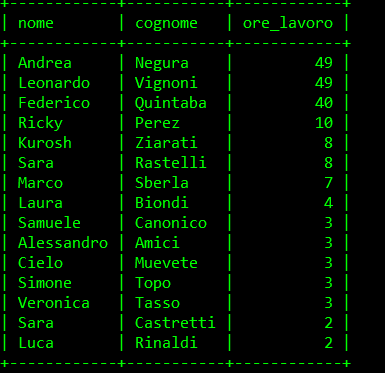 +------------+----------+------------+
| nome | cognome | ore_lavoro |
+------------+----------+------------+
| Andrea | Negura | 49 |
| Leonardo | Vignoni | 49 |
| Federico | Quintaba | 40 |
| Ricky | Perez | 10 |
| Kurosh | Ziarati | 8 |
| Sara | Rastelli | 8 |
| Marco | Sberla | 7 |
| Laura | Biondi | 4 |
| Samuele | Canonico | 3 |
| Alessandro | Amici | 3 |
| Cielo | Muevete | 3 |
| Simone | Topo | 3 |
| Veronica | Tasso | 3 |
| Sara | Castretti | 2 |
| Luca | Rinaldi | 2 |
+------------+----------+------------+